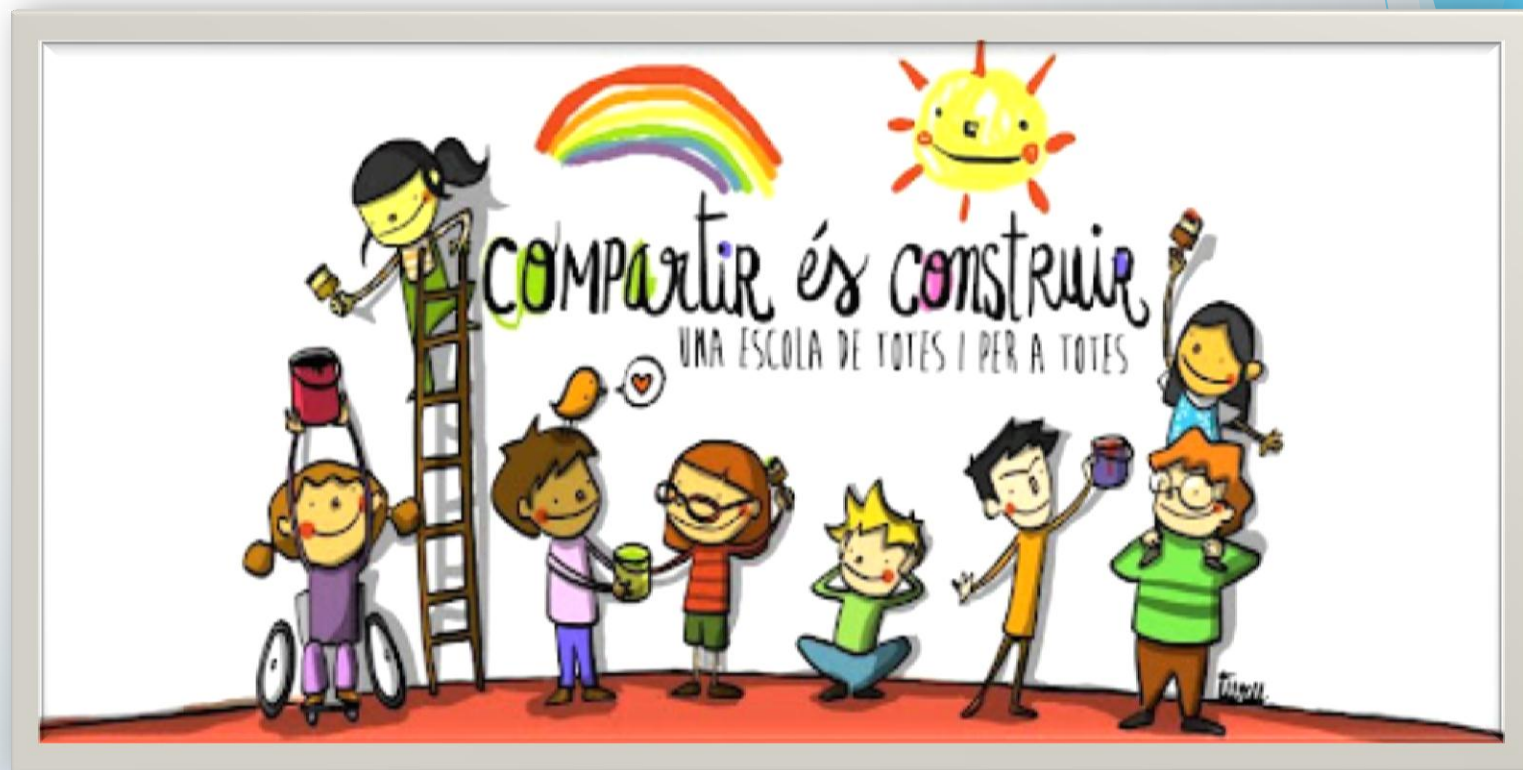 COMPARTIR és CONSTRUIR
UNA ESCOLA DE TOTES I PER A TOTES